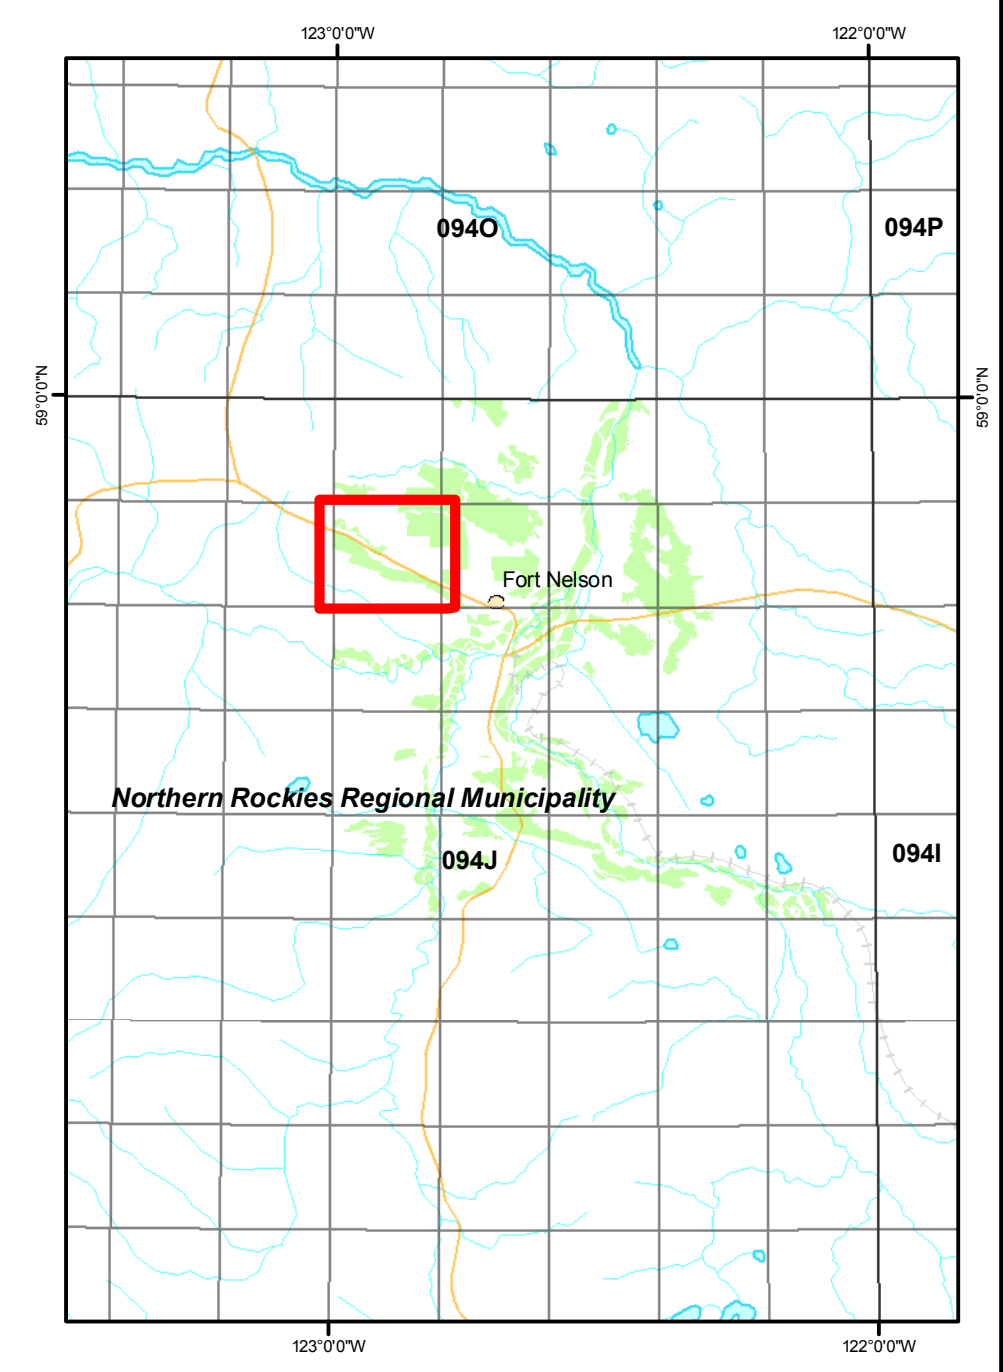 123°0'0"W
122°0'0"W
094O
094P
59°0'0"N
59°0'0"N
Fort Nelson
Northern Rockies Regional Municipality
094J
094I
123°0'0"W
122°0'0"W